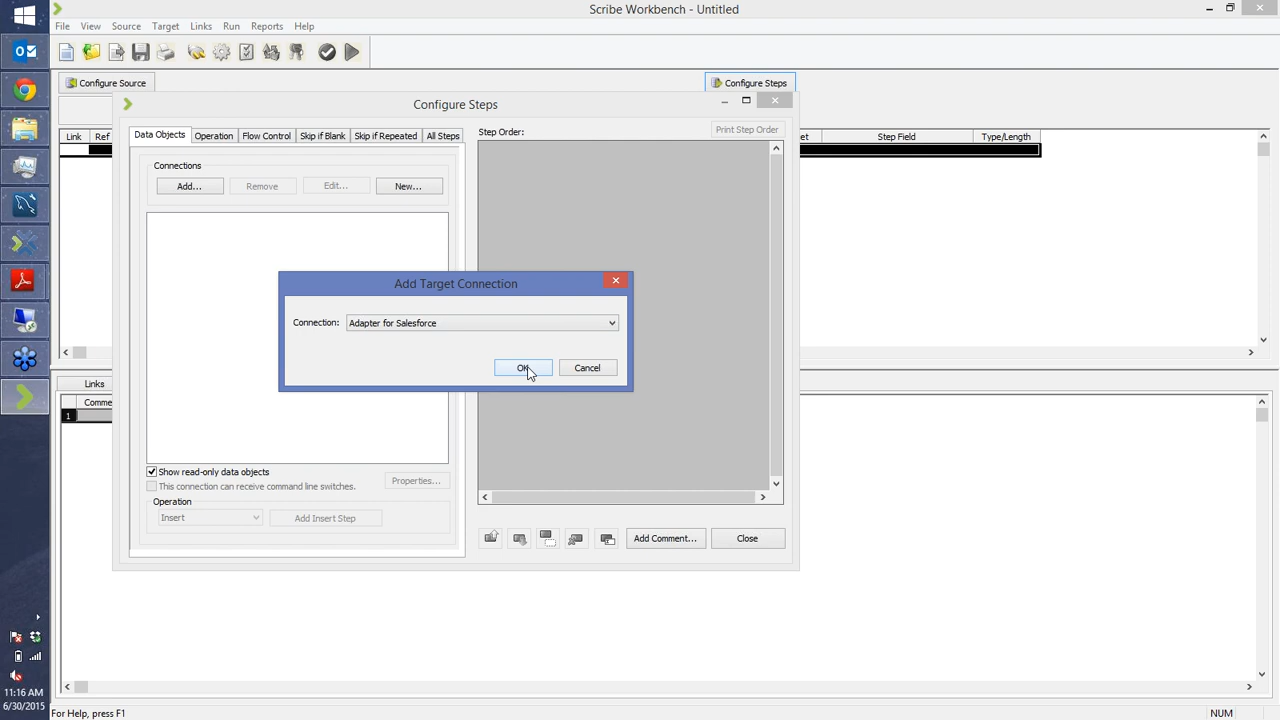 Scribe Workbench - Untitled
File View Source Target Links Run Reports Help
Configure Source
Configure Steps
Configure Steps
Link Ref
Step Field Type/Length
Data Objects Operation Flow Control Skip if Blank Skip if Repeated All Steps
Step Order:
Print Step Order
Connections
Add... Remove Edit... New...
Add Target Connection
Connection: Adapter for Salesforce
OK Cancel
Links
1
Show read-only data objects
This connection can receive command line switches.
Properties...
Operation
Insert Add Insert Step
Add Comment... Close
11:16 AM
6/30/2015
For Help, press F1
NUM